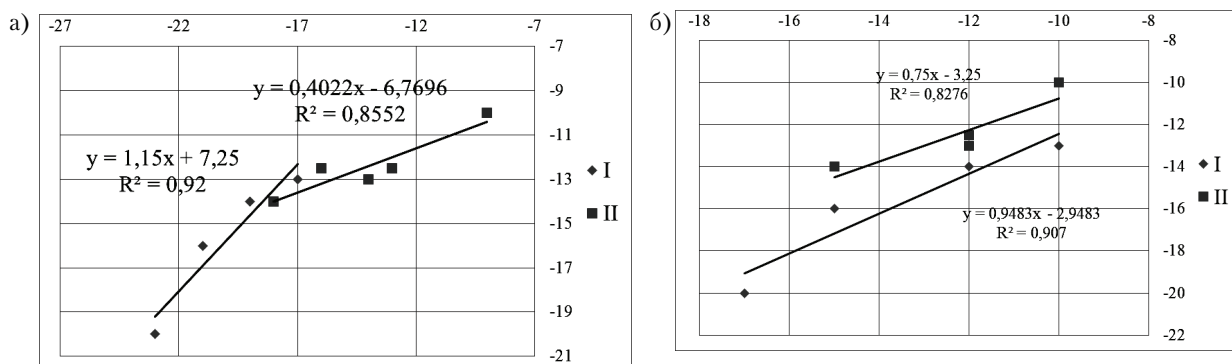 а)
-27 -22 -17 -12 -7
-7
-9
-11
-13
-15
-17
-19
-21
y = 0,4022x - 6,7696
R² = 0,8552
y = 1,15x + 7,25
R² = 0,92
I
II
б)
-18 -16 -14 -12 -10 -8
-8
-10
-12
-14
-16
-18
-20
-22
y = 0,75x - 3,25
R² = 0,8276
y = 0,9483x - 2,9483
R² = 0,907
I
II